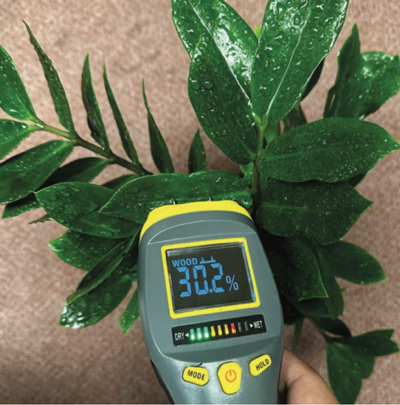 WOOD
30.2%
DRY WET
MODE HOLD